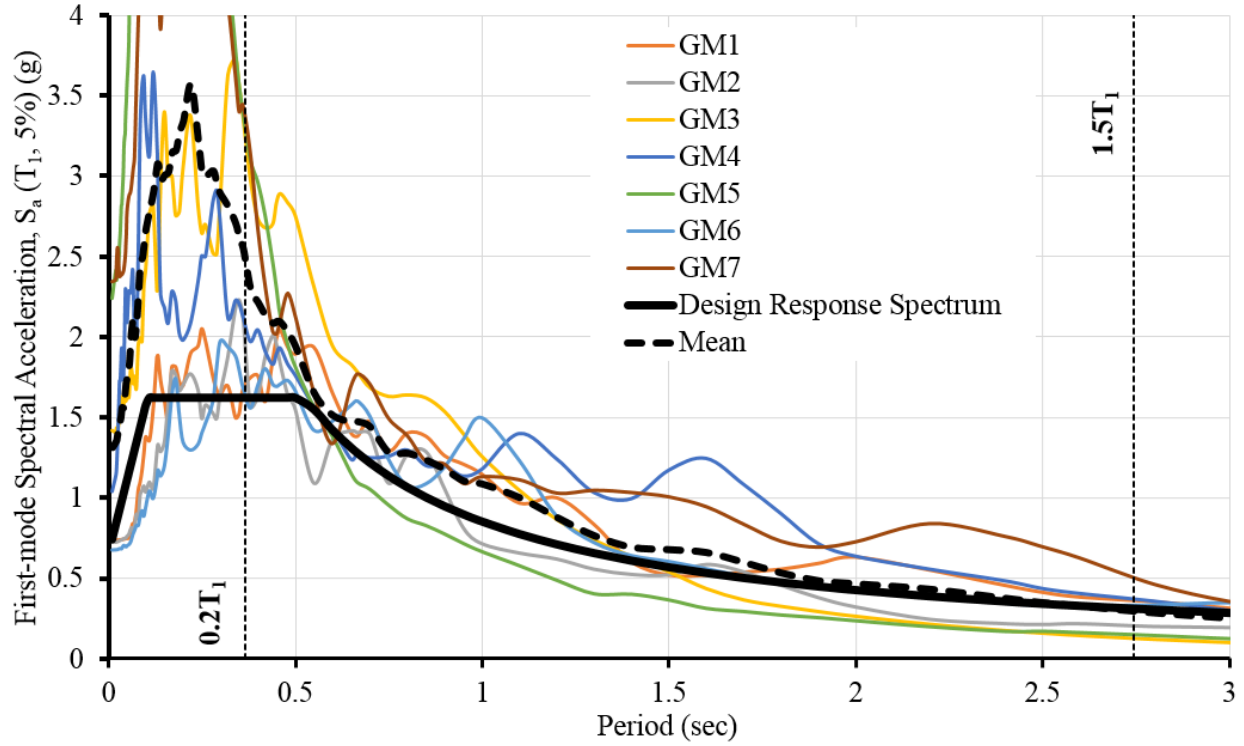 First-mode Spectral Acceleration, Sa (T1, 5%) (g)
4
3.5
3
2.5
2
1.5
1
0.5
0
0
0.5
1
1.5
2
2.5
3
Period (sec)
0.2T1
1.5T1
GM1
GM2
GM3
GM4
GM5
GM6
GM7
Design Response Spectrum
Mean